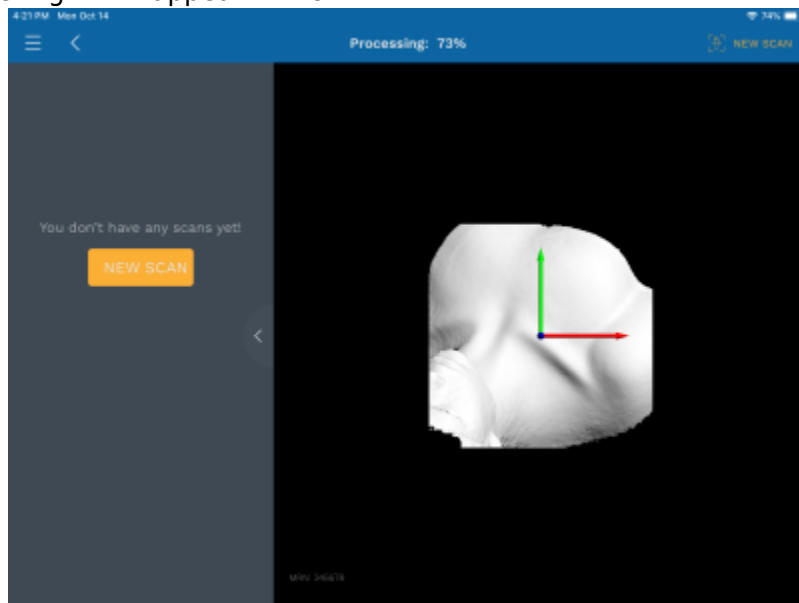 4:21 PM Mon Oct 14
74%
Processing: 73%
NEW SCAN
You don't have any scans yet!
NEW SCAN